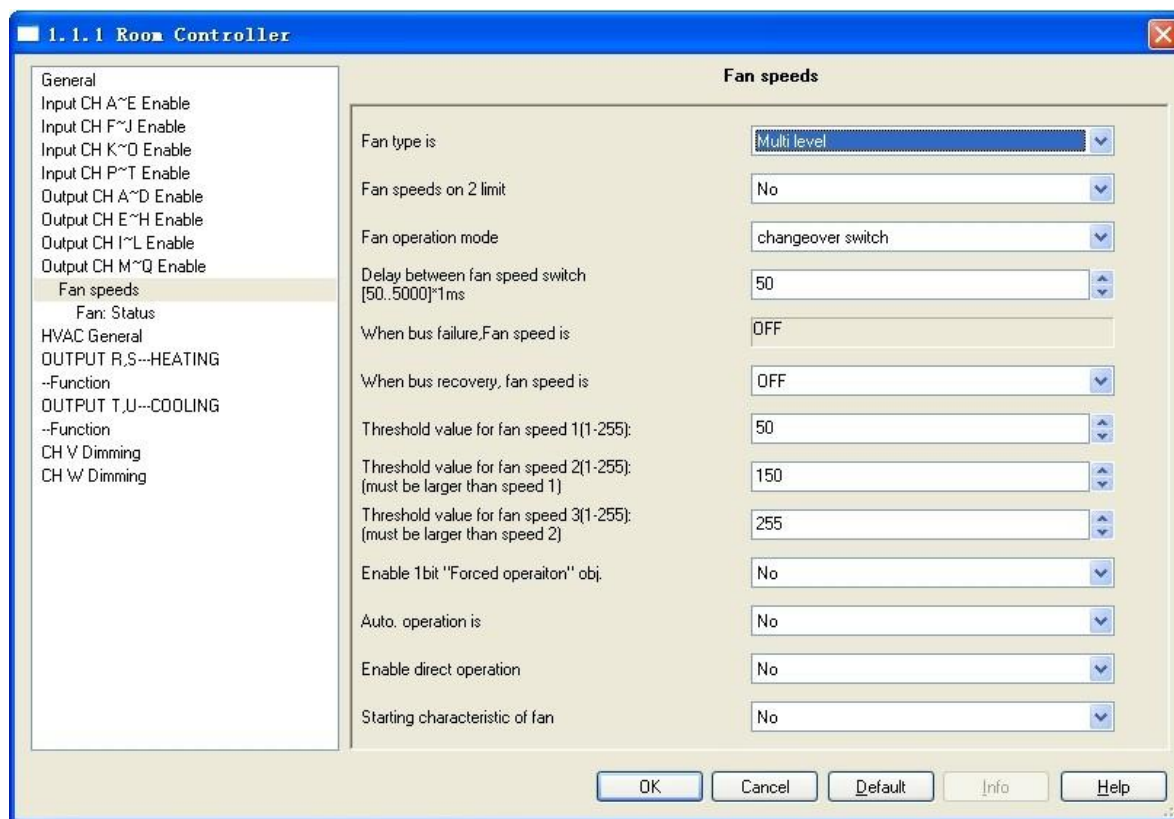 1.1.1 Room Controller
General
Input CH A~E Enable
Input CH F~J Enable
Input CH K~O Enable
Input CH P~T Enable
Output CH A~D Enable
Output CH E~H Enable
Output CH I~L Enable
Output CH M~Q Enable
Fan speeds
Fan: Status
HVAC General
OUTPUT R,S---HEATING
--Function
OUTPUT T,U---COOLING
--Function
CH V Dimming
CH W Dimming
Fan speeds
Fan type is
Multi level
Fan speeds on 2 limit
No
Fan operation mode
changeover switch
Delay between fan speed switch
[50..5000]*1ms
50
When bus failure,Fan speed is
OFF
When bus recovery, fan speed is
OFF
Threshold value for fan speed 1(1-255):
50
Threshold value for fan speed 2(1-255):
(must be larger than speed 1)
150
Threshold value for fan speed 3(1-255):
(must be larger than speed 2)
255
Enable 1bit "Forced operaiton" obj.
No
Auto. operation is
No
Enable direct operation
No
Starting characteristic of fan
No
OK
Cancel
Default
Info
Help